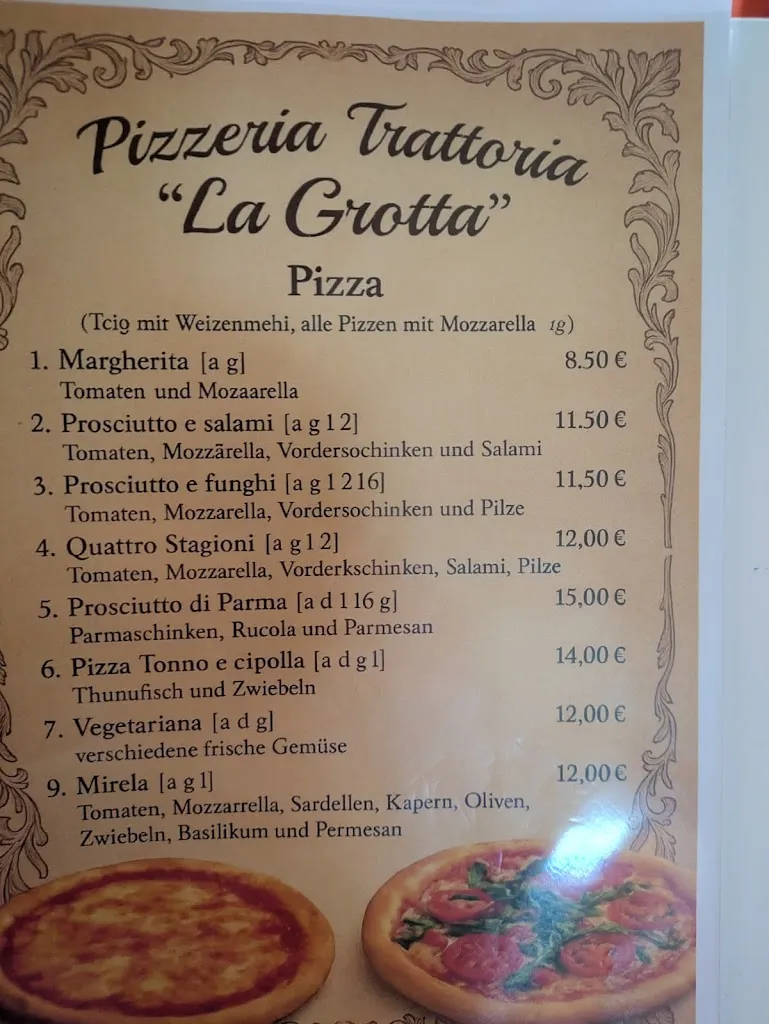 Pizzeria Trattoria
“La Grotta”
Pizza
(Tcig mit Weizenmehi, alle Pizzen mit Mozzarella 1g)
1. Margherita [a g] 8.50 €
Tomaten und Mozaarella
2. Prosciutto e salami [a g 1 2] 11.50 €
Tomaten, Mozzārella, Vordersochinken und Salami
3. Prosciutto e funghi [a g 1 2 16] 11,50 €
Tomaten, Mozzarella, Vordersochinken und Pilze
4. Quattro Stagioni [a g 1 2] 12,00 €
Tomaten, Mozzarella, Vorderkschinken, Salami, Pilze
5. Prosciutto di Parma [a d 1 16 g] 15,00 €
Parmaschinken, Rucola und Parmesan
6. Pizza Tonno e cipolla [a d g 1] 14,00 €
Thunufisch und Zwiebeln
7. Vegetariana [a d g] 12,00 €
verschiedene frische Gemüse
9. Mirela [a g 1] 12,00 €
Tomaten, Mozzarrella, Sardellen, Kapern, Oliven,
Zwiebeln, Basilikum und Permesan